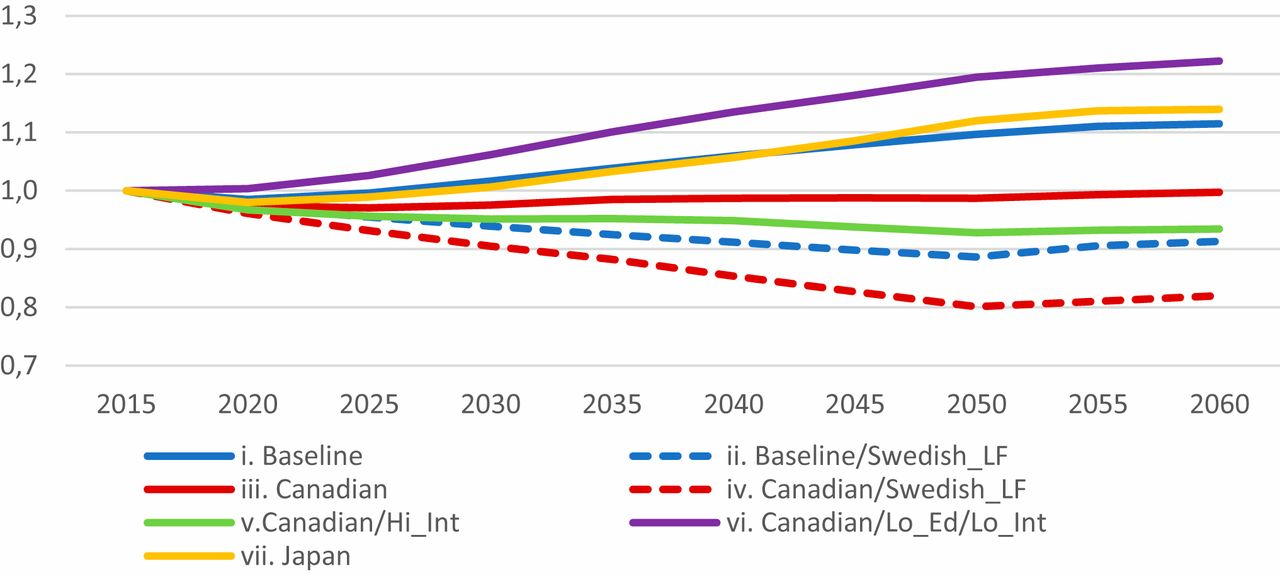 1,3
1,2
1,1
1,0
0,9
0,8
0,7
2015 2020 2025 2030 2035 2040 2045 2050 2055 2060
i. Baseline ii. Baseline/Swedish_LF
iii. Canadian iv. Canadian/Swedish_LF
v.Canadian/Hi_Int vi. Canadian/Lo_Ed/Lo_Int
vii. Japan